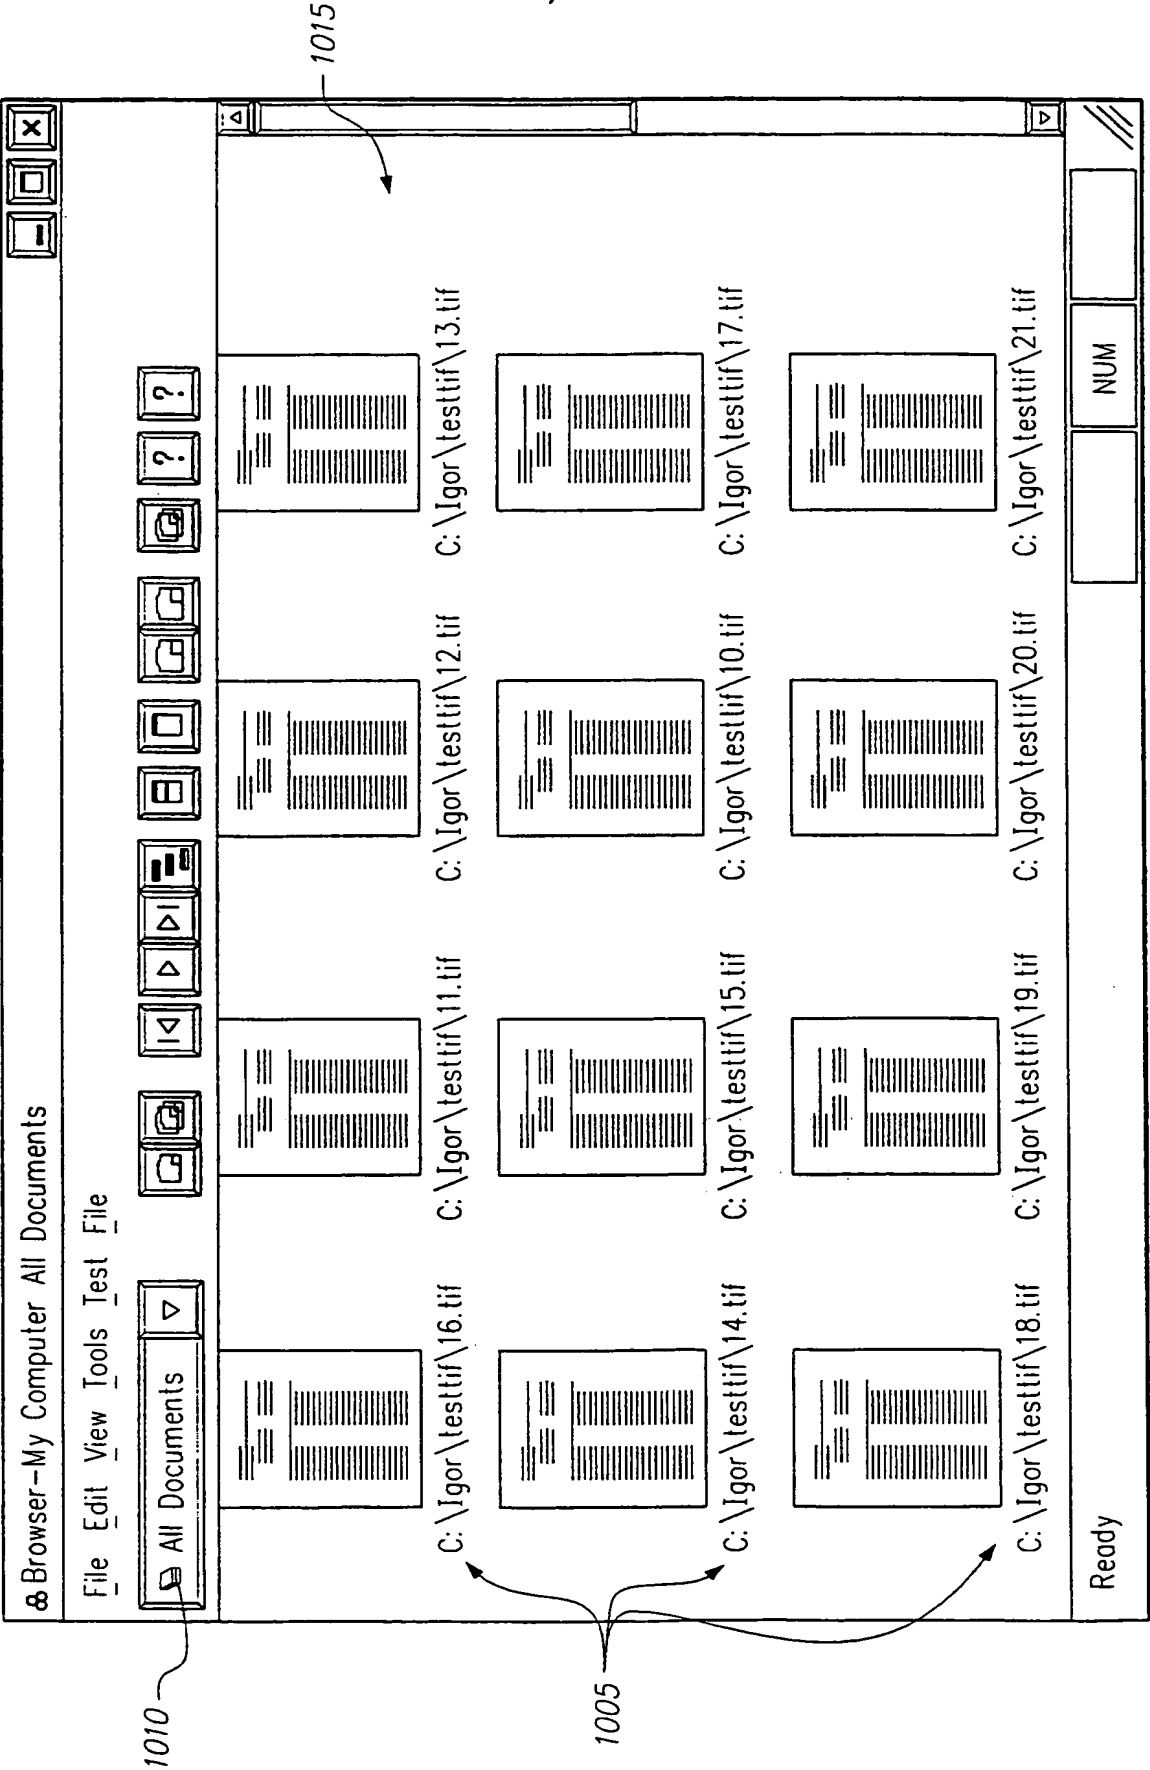 1015
Browser-My Computer All Documents
File Edit View Tools Test File
1010
All Documents
? ?
C:\Igor\testtif\16.tif C:\Igor\testtif\11.tif C:\Igor\testtif\12.tif C:\Igor\testtif\13.tif
C:\Igor\testtif\14.tif C:\Igor\testtif\15.tif C:\Igor\testtif\10.tif C:\Igor\testtif\17.tif
1005
C:\Igor\testtif\18.tif C:\Igor\testtif\19.tif C:\Igor\testtif\20.tif C:\Igor\testtif\21.tif
Ready NUM